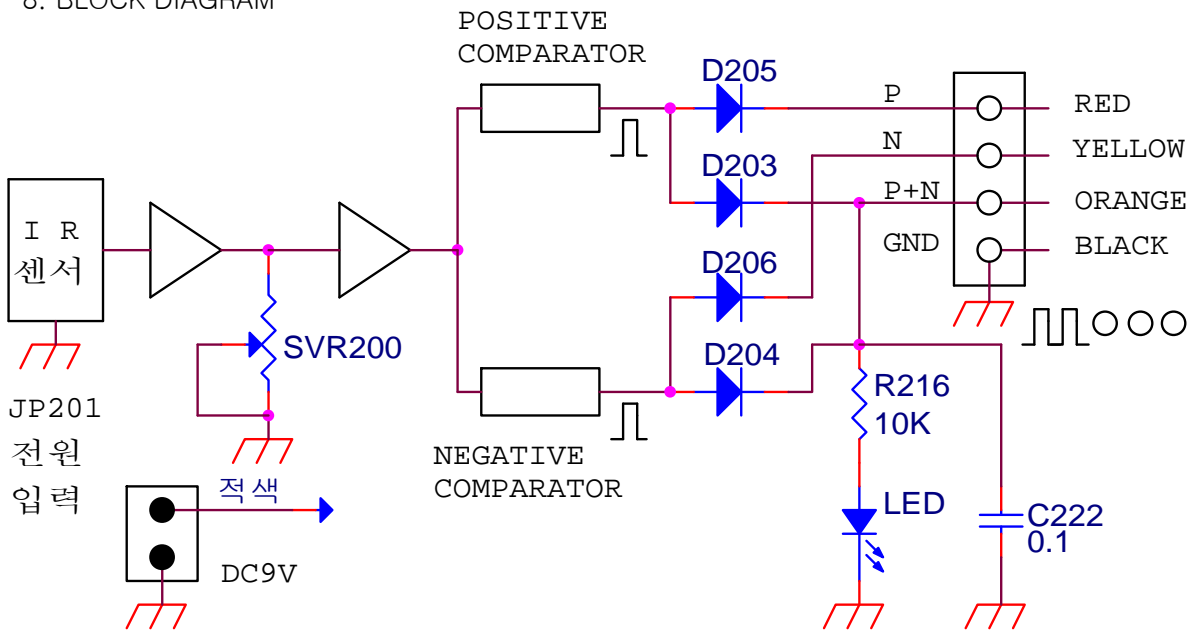 8. BLOCK DIAGRAM
POSITIVE
COMPARATOR
D205
P
RED
N
YELLOW
D203
P+N
ORANGE
I R
센서
GND
BLACK
D206
SVR200
D204
JP201
전원
입력
R216
10K
NEGATIVE
COMPARATOR
적색
LED
C222
0.1
DC9V